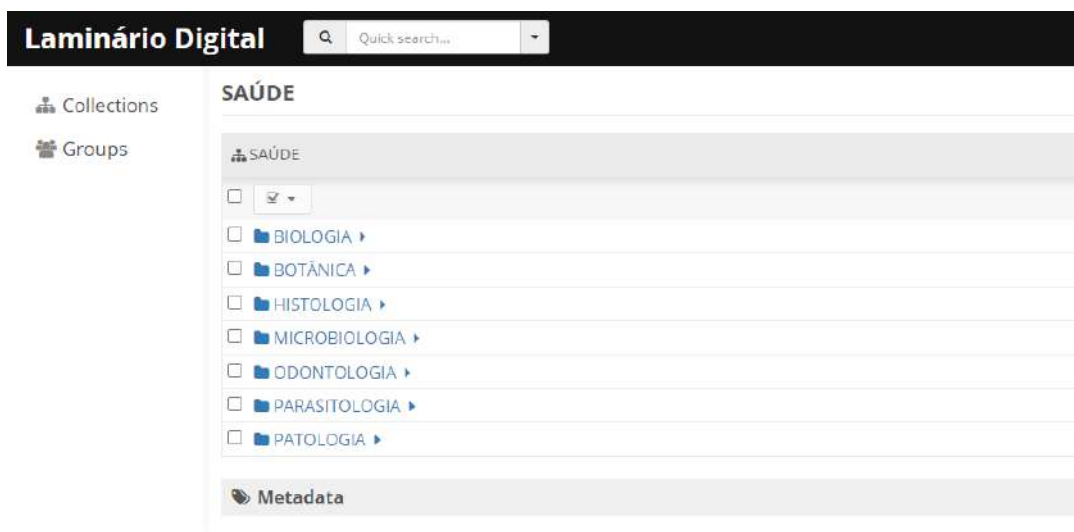 Laminário Digital
Quick search...
Collections
Groups
SAÚDE
SAÚDE
BIOLOGIA
BOTÂNICA
HISTOLOGIA
MICROBIOLOGIA
ODONTOLOGIA
PARASITOLOGIA
PATOLOGIA
Metadata